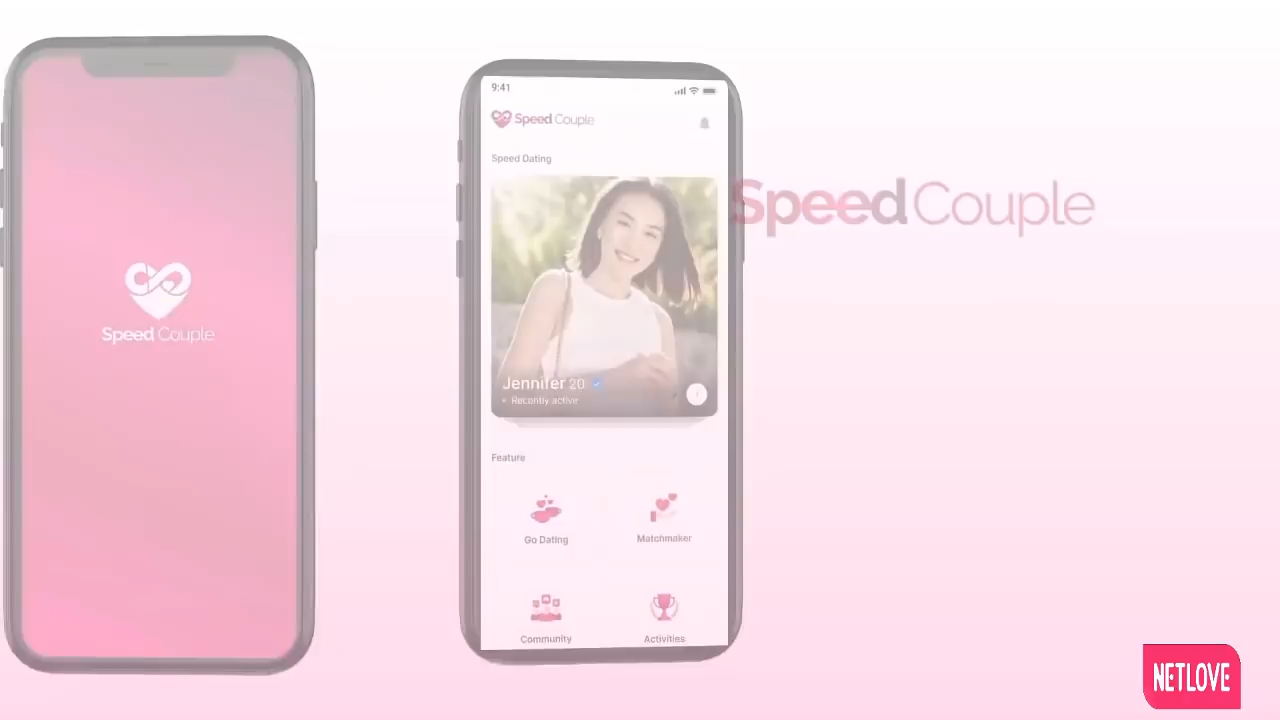 Speed Couple
9:41
Speed Couple
Speed Dating
Jennifer 20
Recently active
Feature
Go Dating
Matchmaker
Community
Activities
Speed Couple
NETLOVE